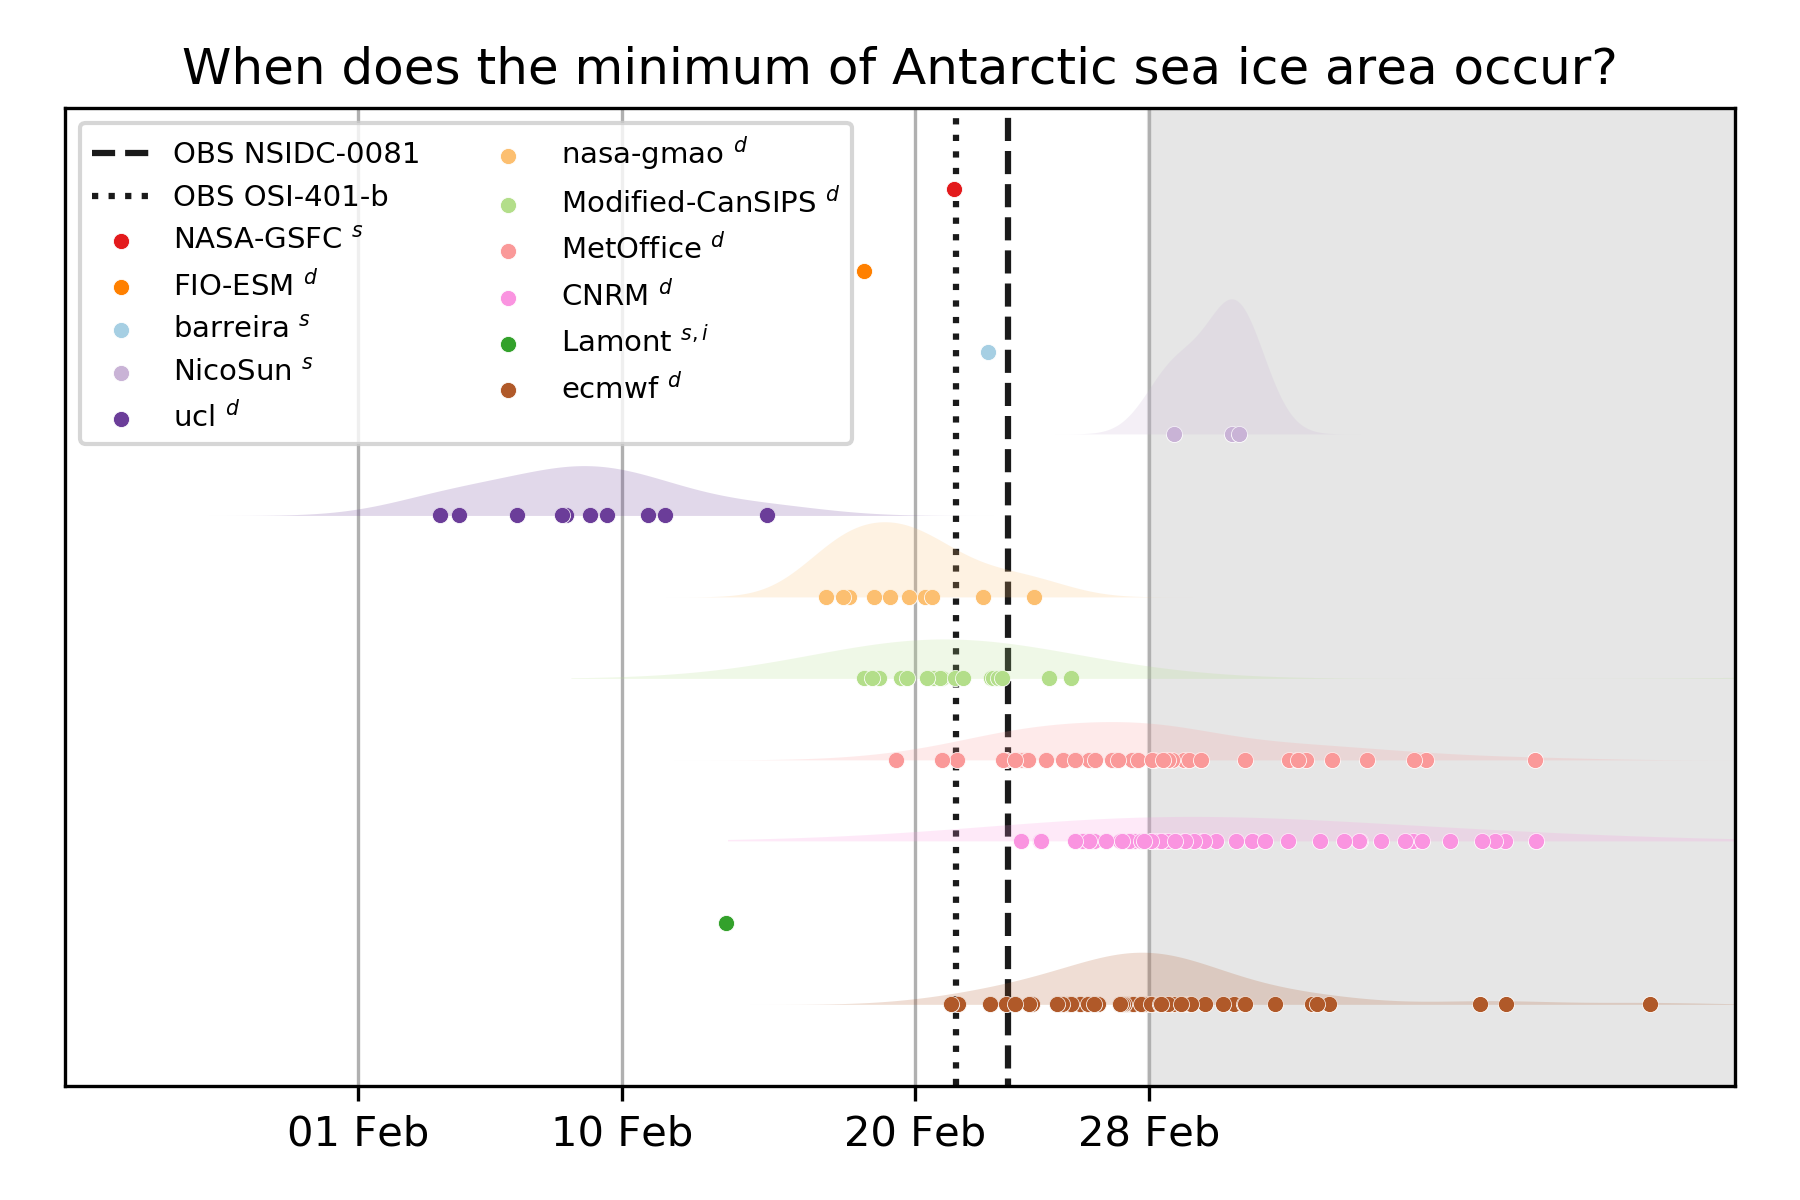 When does the minimum of Antarctic sea ice area occur?
OBS NSIDC-0081
OBS OSI-401-b
NASA-GSFC s
FIO-ESM d
barreira s
NicoSun s
ucl d
nasa-gmao d
Modified-CanSIPS d
MetOffice d
CNRM d
Lamont s, i
ecmwf d
01 Feb
10 Feb
20 Feb
28 Feb